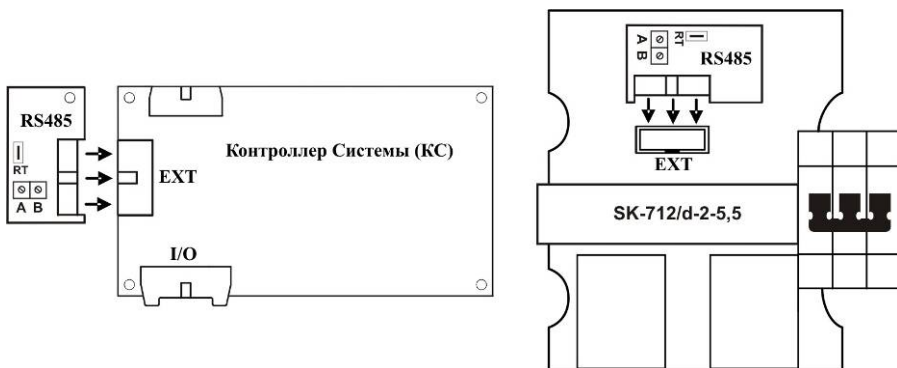 RS485
RT
A B
Контроллер Системы (КС)
EXT
I/O
A
B
RT
RS485
EXT
SK-712/d-2-5,5